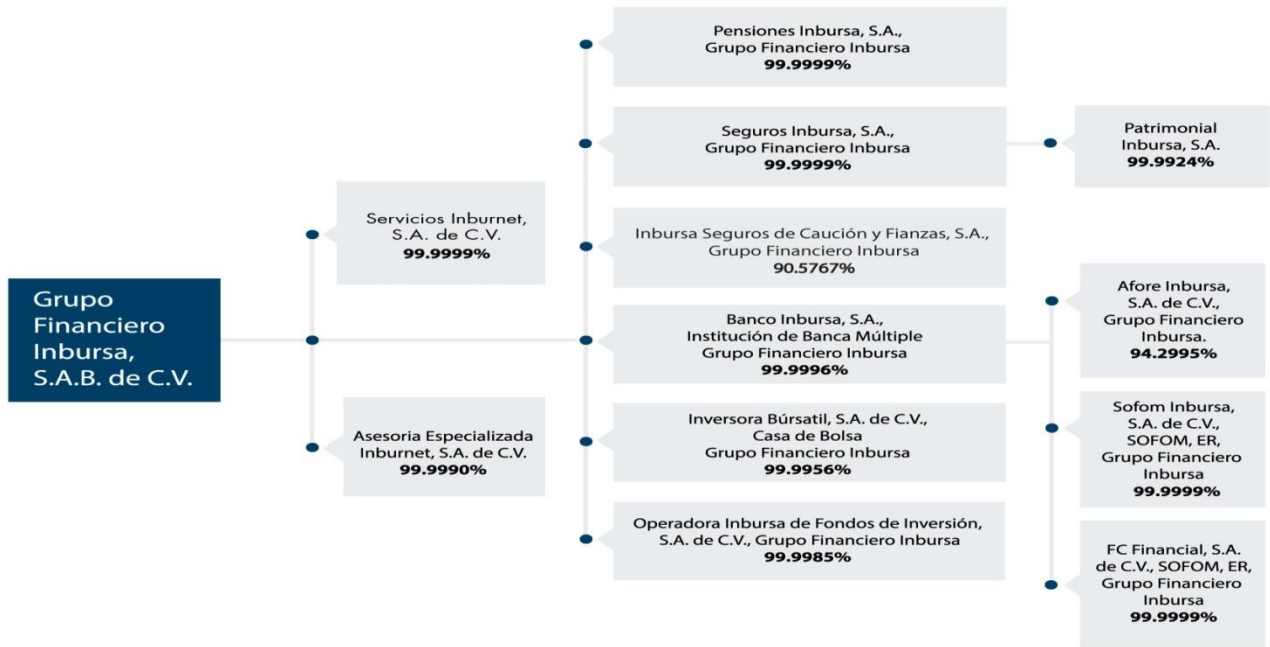 Grupo
Financiero
Inbursa,
S.A.B. de C.V.
Servicios Inburnet,
S.A. de C.V.
99.9999%
Asesoria Especializada
Inburnet, S.A. de C.V.
99.9990%
Pensiones Inbursa, S.A.,
Grupo Financiero Inbursa
99.9999%
Seguros Inbursa, S.A.,
Grupo Financiero Inbursa
99.9999%
Inbursa Seguros de Caución y Fianzas, S.A.,
Grupo Financiero Inbursa
90.5767%
Banco Inbursa, S.A.,
Institución de Banca Múltiple
Grupo Financiero Inbursa
99.9996%
Inversora Búrsatil, S.A. de C.V.,
Casa de Bolsa
Grupo Financiero Inbursa
99.9956%
Operadora Inbursa de Fondos de Inversión,
S.A. de C.V., Grupo Financiero Inbursa
99.9985%
Patrimonial
Inbursa, S.A.
99.9924%
Afore Inbursa,
S.A. de C.V.,
Grupo Financiero
Inbursa.
94.2995%
Sofom Inbursa,
S.A. de C.V.,
SOFOM, ER,
Grupo Financiero
Inbursa
99.9999%
FC Financial, S.A.
de C.V., SOFOM, ER,
Grupo Financiero
Inbursa
99.9999%